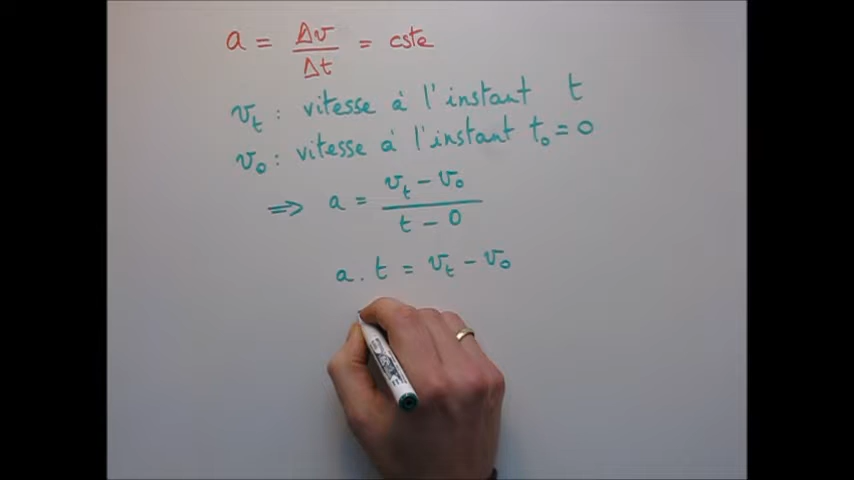 a = Δv/Δt = cste
v_t : vitesse à l'instant t
v_0 : vitesse à l'instant t_0 = 0
⇒ a = (v_t - v_0)/(t - 0)
a . t = v_t - v_0